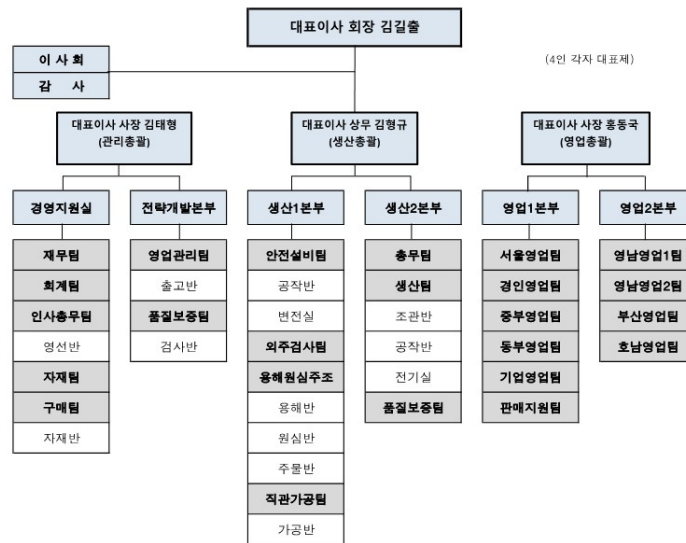 대표이사 회장 김길출
이 사 회
감 사
(4인 각자 대표제)
대표이사 사장 김태형
(관리총괄)
대표이사 상무 김형규
(생산총괄)
대표이사 사장 홍동국
(영업총괄)
경영지원실
전략개발본부
생산1본부
생산2본부
영업1본부
영업2본부
재무팀
회계팀
인사총무팀
영선반
자재팀
구매팀
자재반
영업관리팀
출고반
품질보증팀
검사반
안전설비팀
공작반
변전실
외주검사팀
용해원심주조
용해반
원심반
주물반
직관가공팀
가공반
총무팀
생산팀
조관반
공작반
전기실
품질보증팀
서울영업팀
경인영업팀
중부영업팀
동부영업팀
기업영업팀
판매지원팀
영남영업1팀
영남영업2팀
부산영업팀
호남영업팀